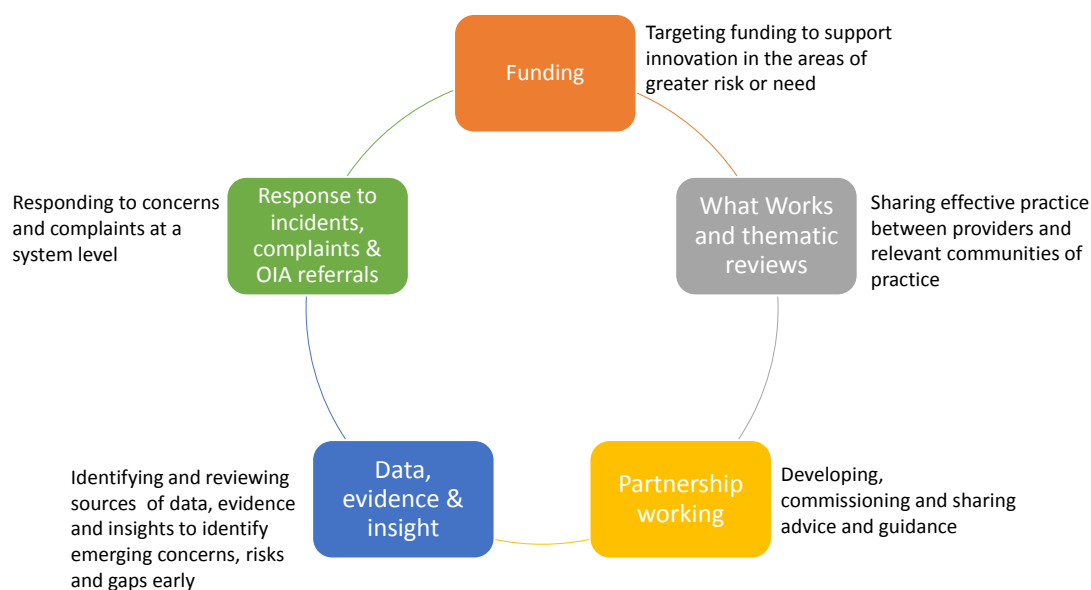 Funding
Targeting funding to support
innovation in the areas of
greater risk or need
What Works
and thematic
reviews
Sharing effective practice
between providers and
relevant communities of
practice
Partnership
working
Developing,
commissioning and sharing
advice and guidance
Data,
evidence &
insight
Identifying and reviewing
sources of data, evidence
and insights to identify
emerging concerns, risks
and gaps early
Response to
incidents,
complaints &
OIA referrals
Responding to concerns
and complaints at a
system level